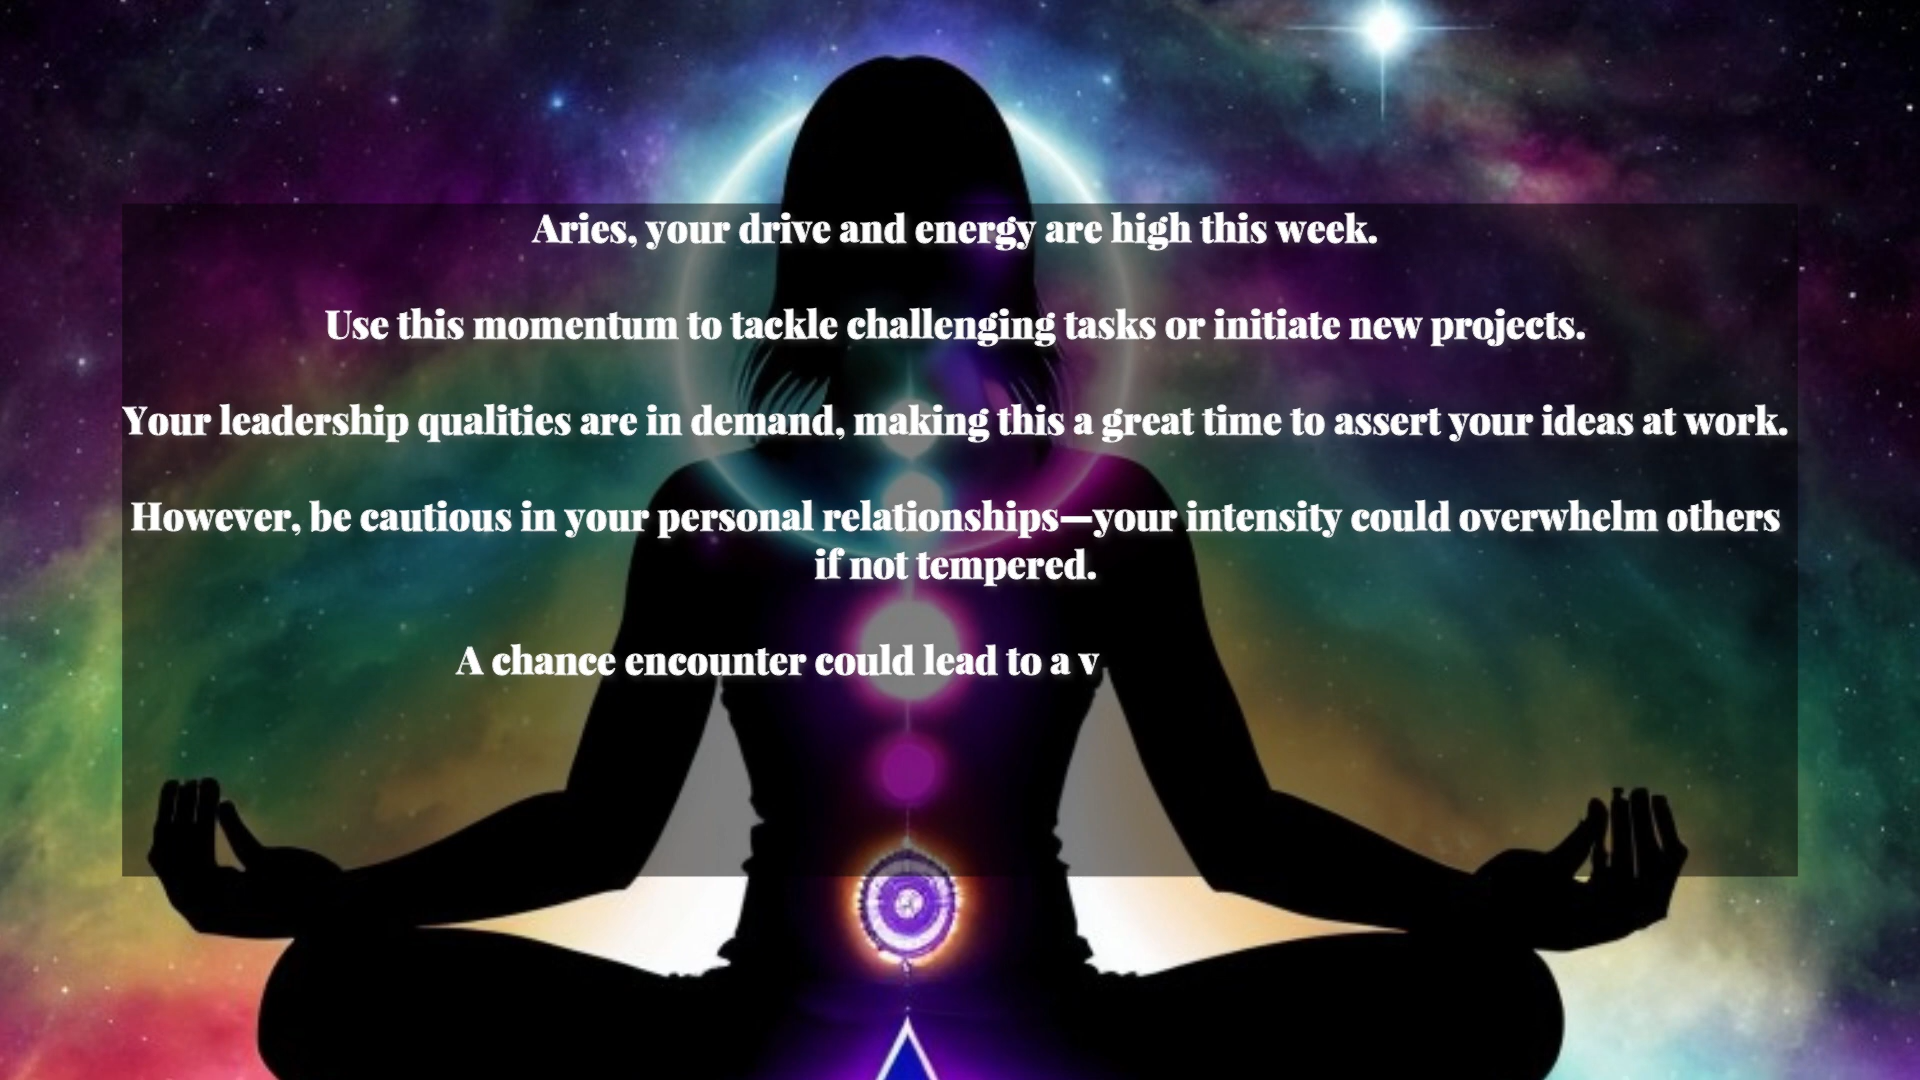 Aries, your drive and energy are high this week.
Use this momentum to tackle challenging tasks or initiate new projects.
Your leadership qualities are in demand, making this a great time to assert your ideas at work.
However, be cautious in your personal relationships—your intensity could overwhelm others
if not tempered.
A chance encounter could lead to a v